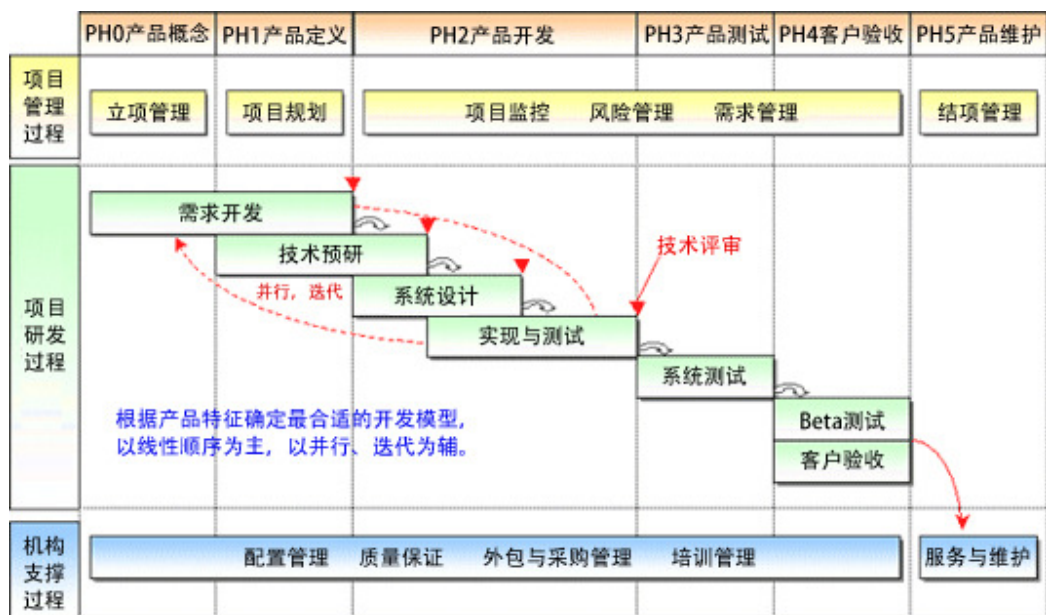 PH0产品概念 PH1产品定义 PH2产品开发 PH3产品测试 PH4客户验收 PH5产品维护
项目
管理
过程
立项管理 项目规划 项目监控 风险管理 需求管理 结项管理
需求开发
技术预研
技术评审
并行，迭代
系统设计
项目
研发
过程
实现与测试
系统测试
根据产品特征确定最合适的开发模型，
以线性顺序为主，以并行、迭代为辅。
Beta测试
客户验收
机构
支撑
过程
配置管理 质量保证 外包与采购管理 培训管理 服务与维护